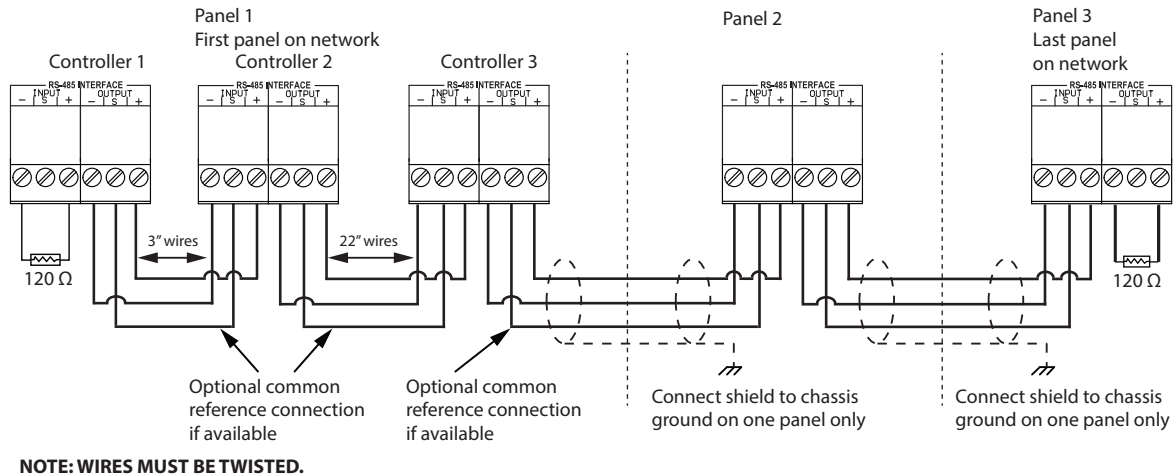 Panel 1
First panel on network
Panel 2
Panel 3
Last panel
on network
Controller 1
Controller 2
Controller 3
RS-485 INTERFACE
INPUT OUTPUT
− S + − S +
RS-485 INTERFACE
INPUT OUTPUT
− S + − S +
RS-485 INTERFACE
INPUT OUTPUT
− S + − S +
RS-485 INTERFACE
INPUT OUTPUT
− S + − S +
RS-485 INTERFACE
INPUT OUTPUT
− S + − S +
3” wires
22” wires
120 Ω
120 Ω
Optional common
reference connection
if available
Optional common
reference connection
if available
Connect shield to chassis
ground on one panel only
Connect shield to chassis
ground on one panel only
NOTE: WIRES MUST BE TWISTED.